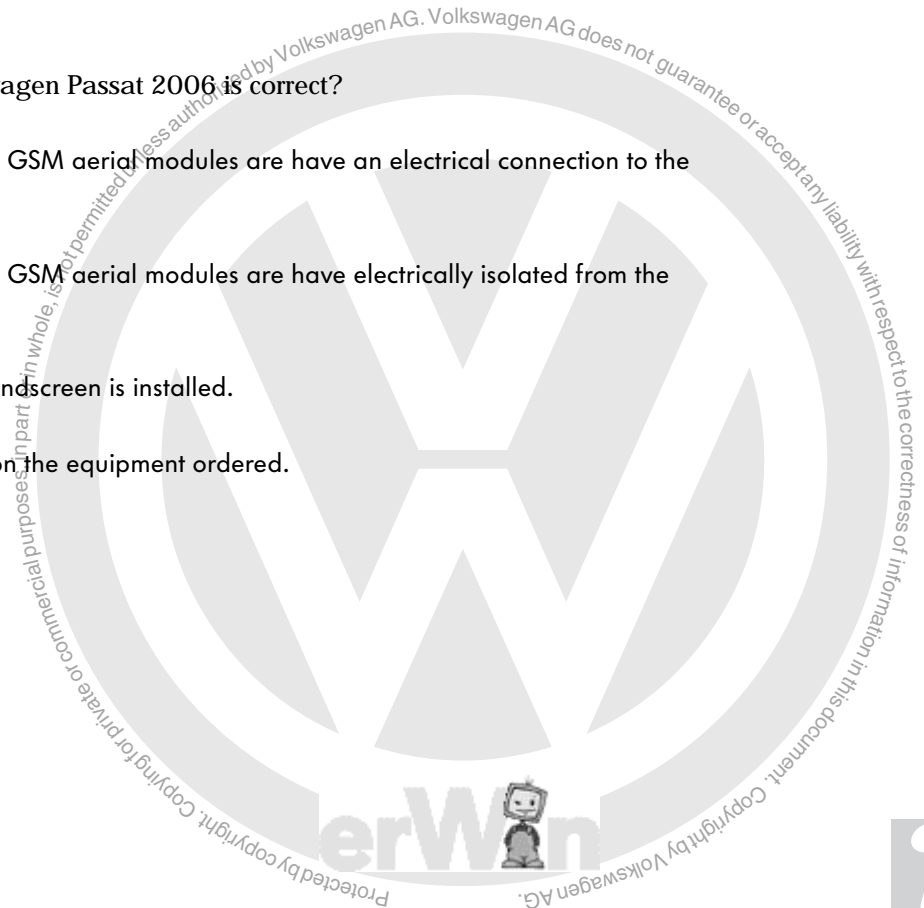 agen Passat 2006 is correct?
GSM aerial modules are have an electrical connection to the
GSM aerial modules are have electrically isolated from the
ndscreen is installed.
on the equipment ordered.
Protected by copyright. Copying for private or commercial purposes, in part or in whole, is not permitted unless authorised by Volkswagen AG. Volkswagen AG does not guarantee or accept any liability with respect to the correctness of information in this document. Copyright by Volkswagen AG.
erWin